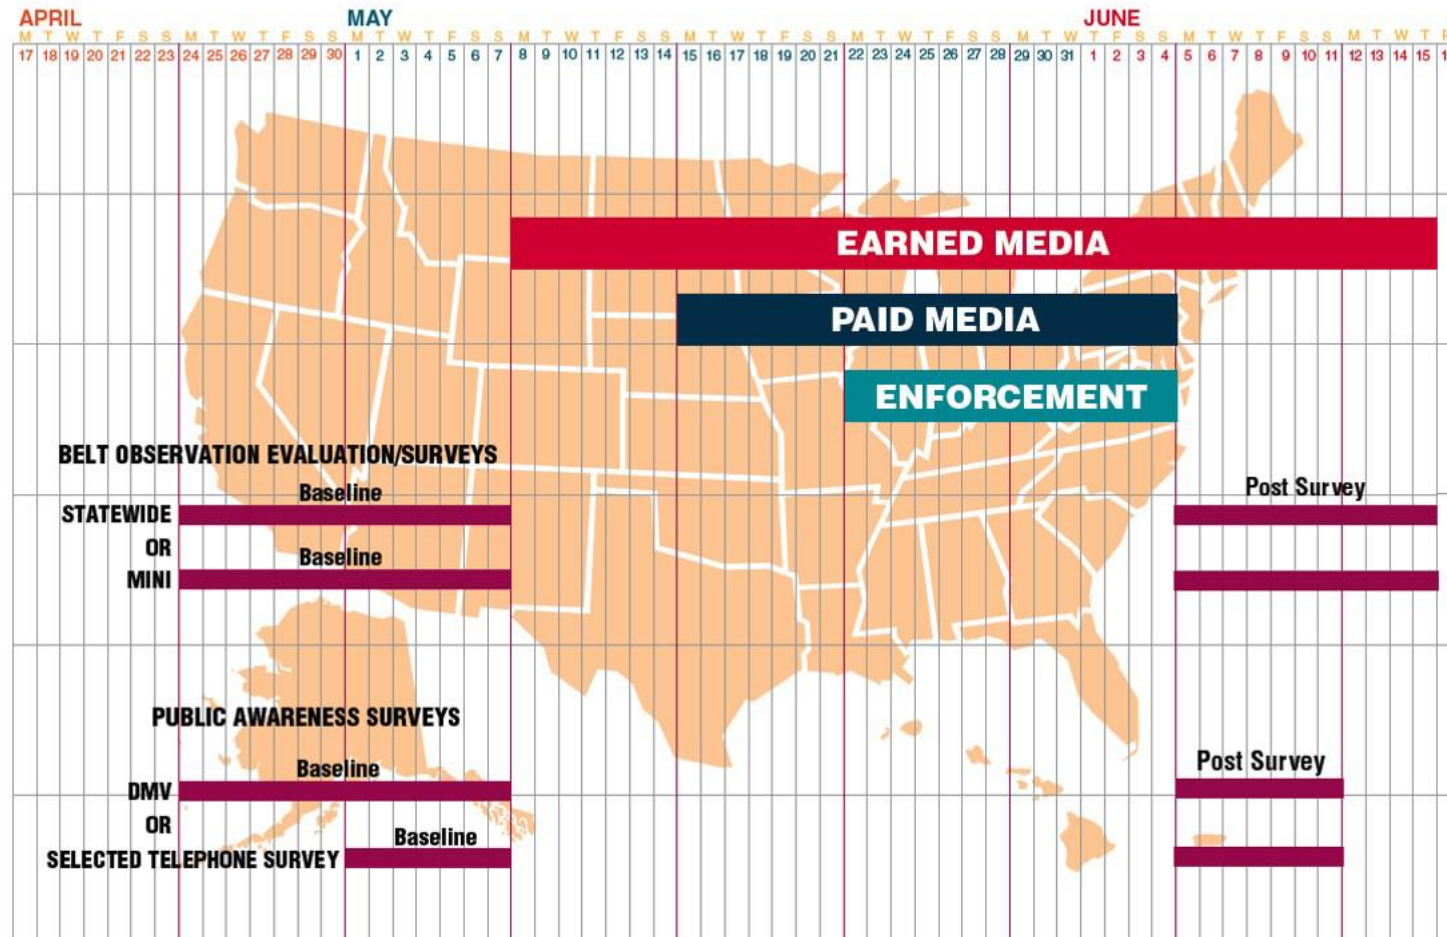 APRIL MAY JUNE
M T W T F S S M T W T F S S M T W T F S S M T W T F S S M T W T F S S M T W T F S S M T W T F S S M T W T F S S M T W T F
17 18 19 20 21 22 23 24 25 26 27 28 29 30 1 2 3 4 5 6 7 8 9 10 11 12 13 14 15 16 17 18 19 20 21 22 23 24 25 26 27 28 29 30 31 1 2 3 4 5 6 7 8 9 10 11 12 13 14 15
EARNED MEDIA
PAID MEDIA
ENFORCEMENT
BELT OBSERVATION EVALUATION/SURVEYS
Baseline
Post Survey
STATEWIDE
OR
Baseline
MINI
PUBLIC AWARENESS SURVEYS
Baseline
Post Survey
DMV
OR
Baseline
SELECTED TELEPHONE SURVEY